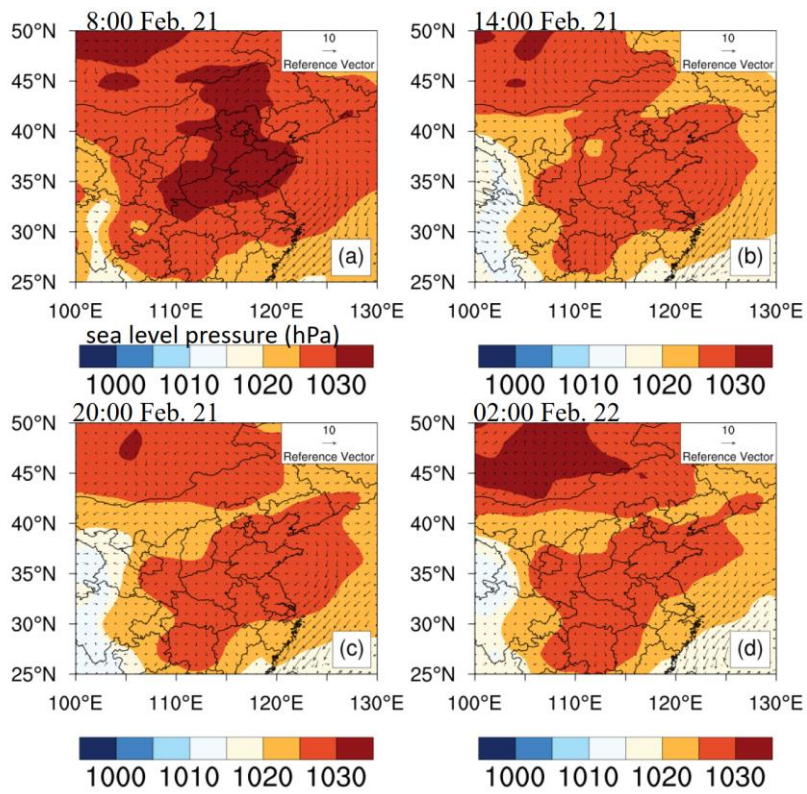 8:00 Feb. 21
14:00 Feb. 21
50°N
45°N
40°N
35°N
30°N
25°N
10
Reference Vector
(a)
100°E 110°E 120°E 130°E
50°N
45°N
40°N
35°N
30°N
25°N
10
Reference Vector
(b)
100°E 110°E 120°E 130°E
sea level pressure (hPa)
1000 1010 1020 1030
1000 1010 1020 1030
20:00 Feb. 21
02:00 Feb. 22
50°N
45°N
40°N
35°N
30°N
25°N
10
Reference Vector
(c)
100°E 110°E 120°E 130°E
50°N
45°N
40°N
35°N
30°N
25°N
10
Reference Vector
(d)
100°E 110°E 120°E 130°E
1000 1010 1020 1030
1000 1010 1020 1030